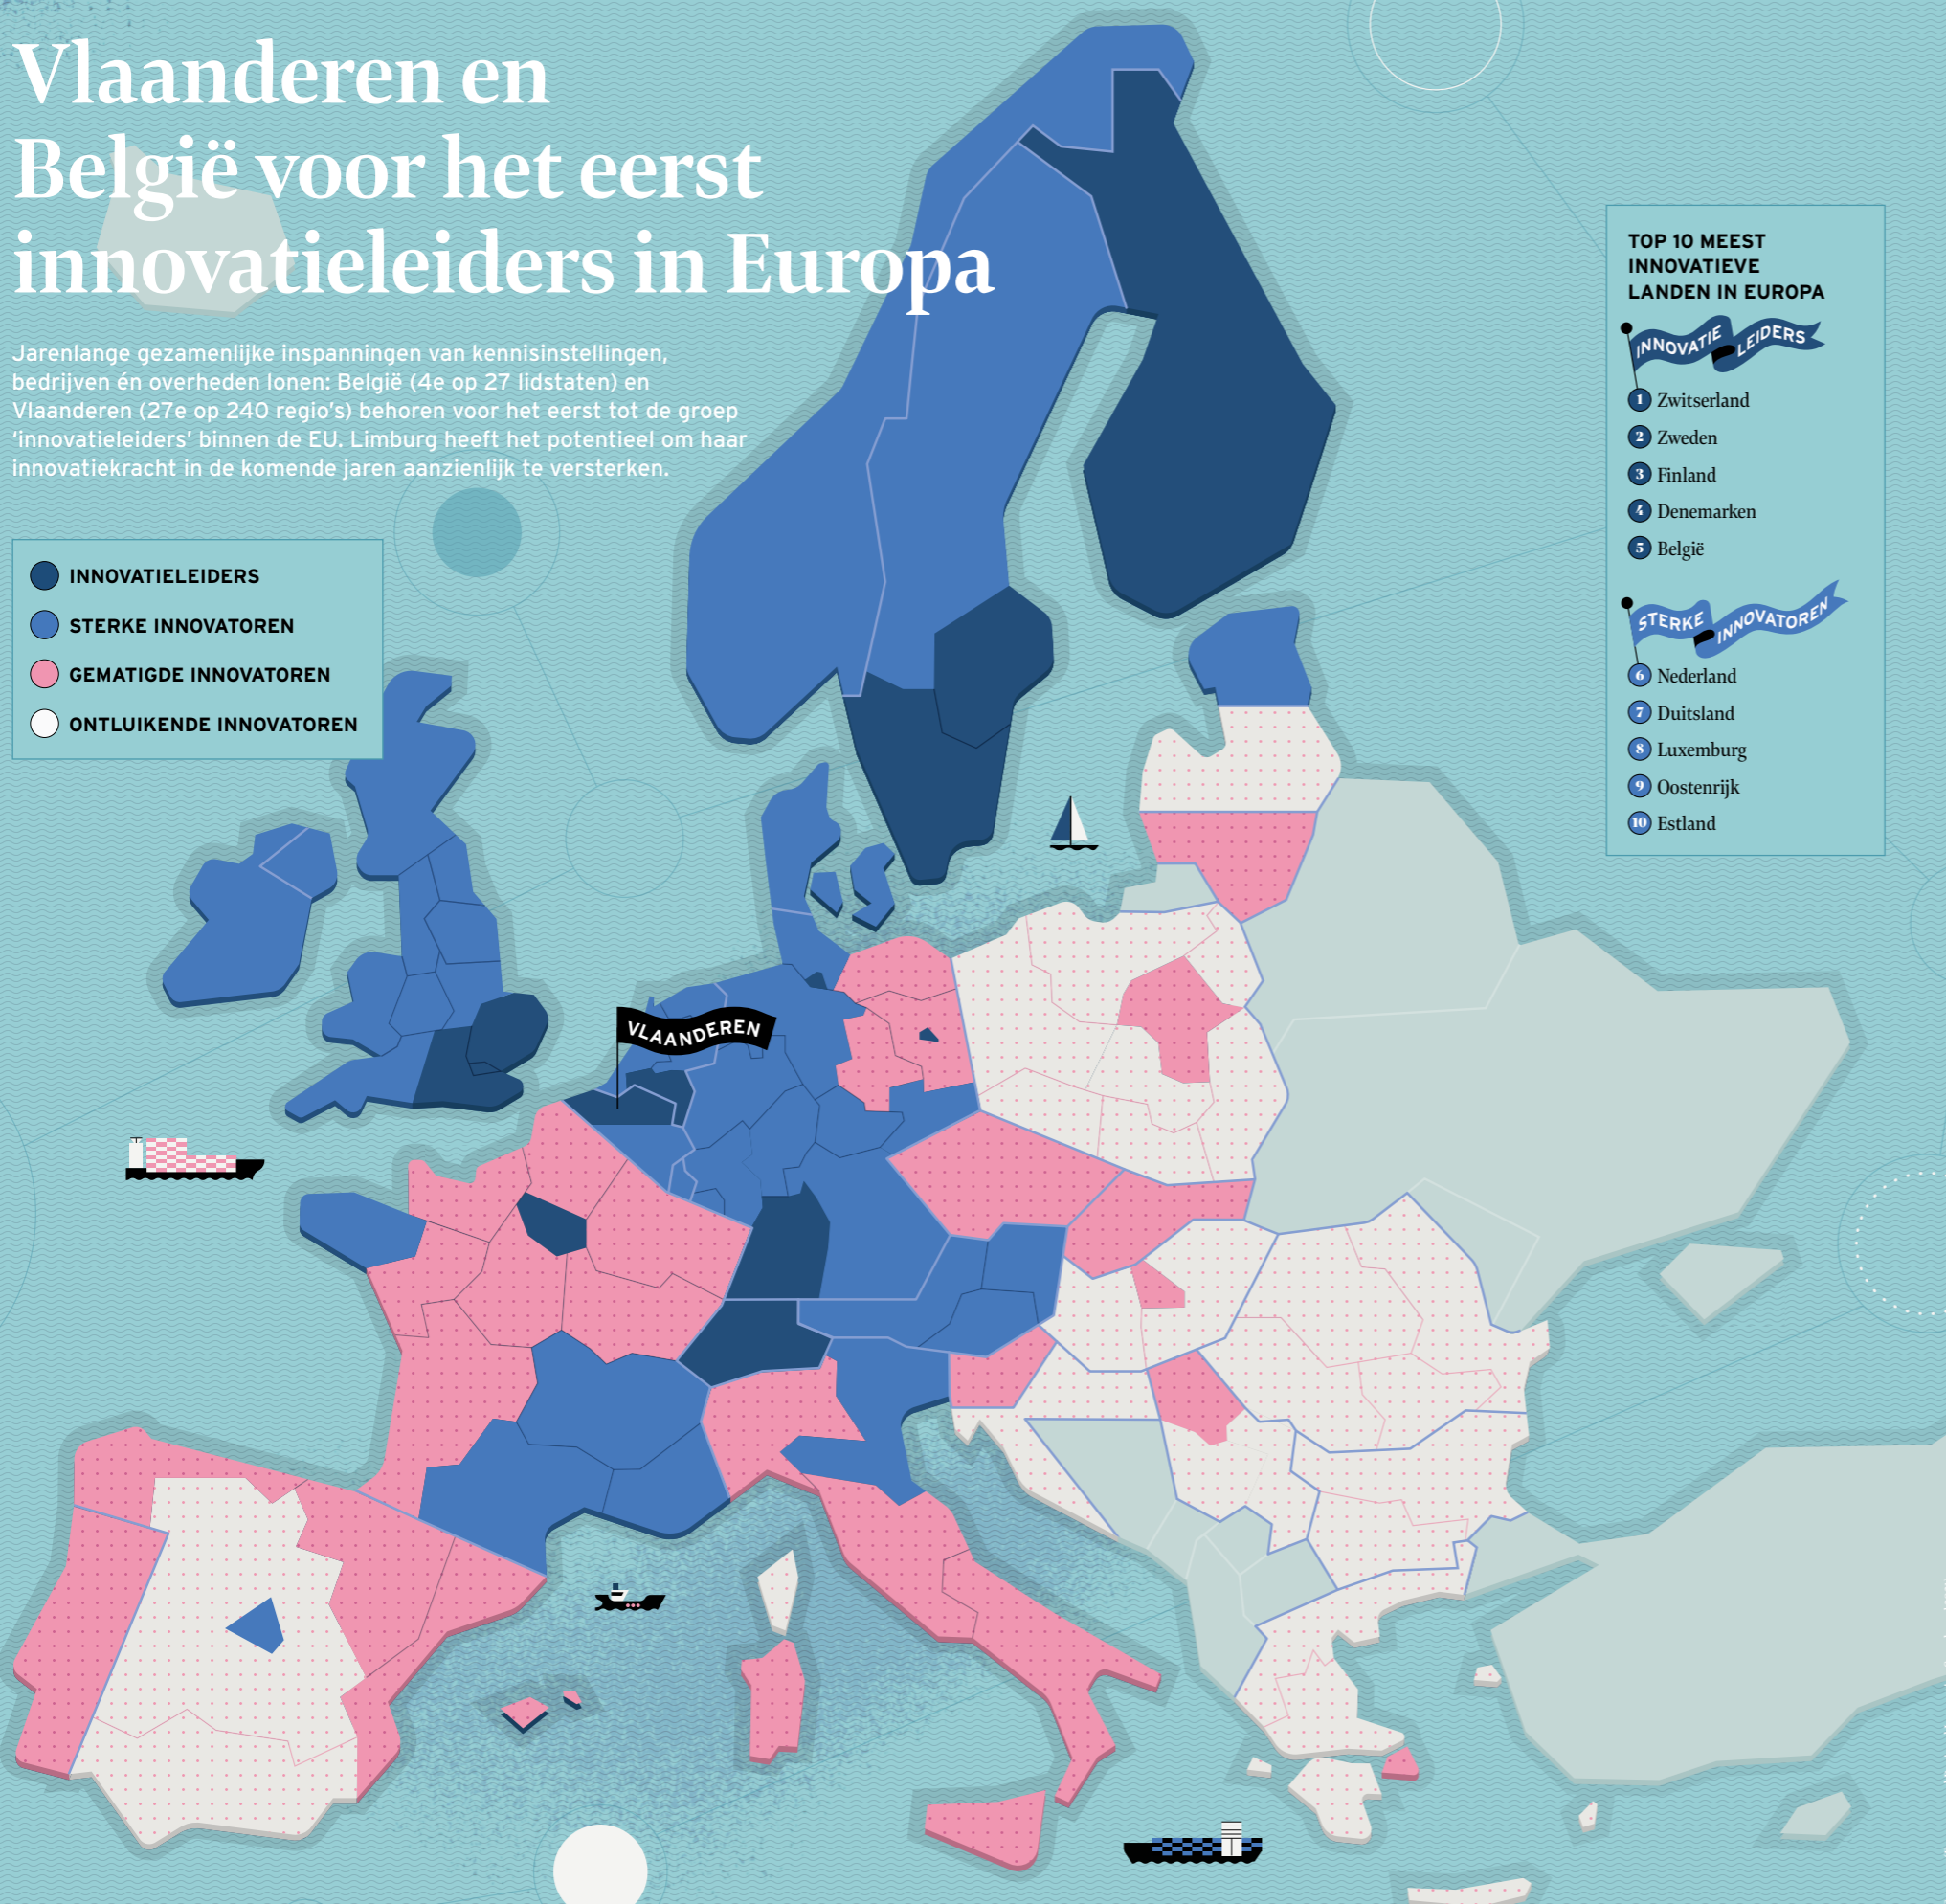 Vlaanderen en
België voor het eerst
innovatieleiders in Europa
Jarenlange gezamenlijke inspanningen van kennisinstellingen,
bedrijven én overheden lonen: België (4e op 27 lidstaten) en
Vlaanderen (27e op 240 regio's) behoren voor het eerst tot de groep
'innovatieleiders' binnen de EU. Limburg heeft het potentieel om haar
innovatiekracht in de komende jaren aanzienlijk te versterken.
INNOVATIELEIDERS
STERKE INNOVATOREN
GEMATIGDE INNOVATOREN
ONTLUIKENDE INNOVATOREN
VLAANDEREN
TOP 10 MEEST
INNOVATIEVE
LANDEN IN EUROPA
INNOVATIE LEIDERS
1 Zwitserland
2 Zweden
3 Finland
4 Denemarken
5 België
STERKE INNOVATOREN
6 Nederland
7 Duitsland
8 Luxemburg
9 Oostenrijk
10 Estland